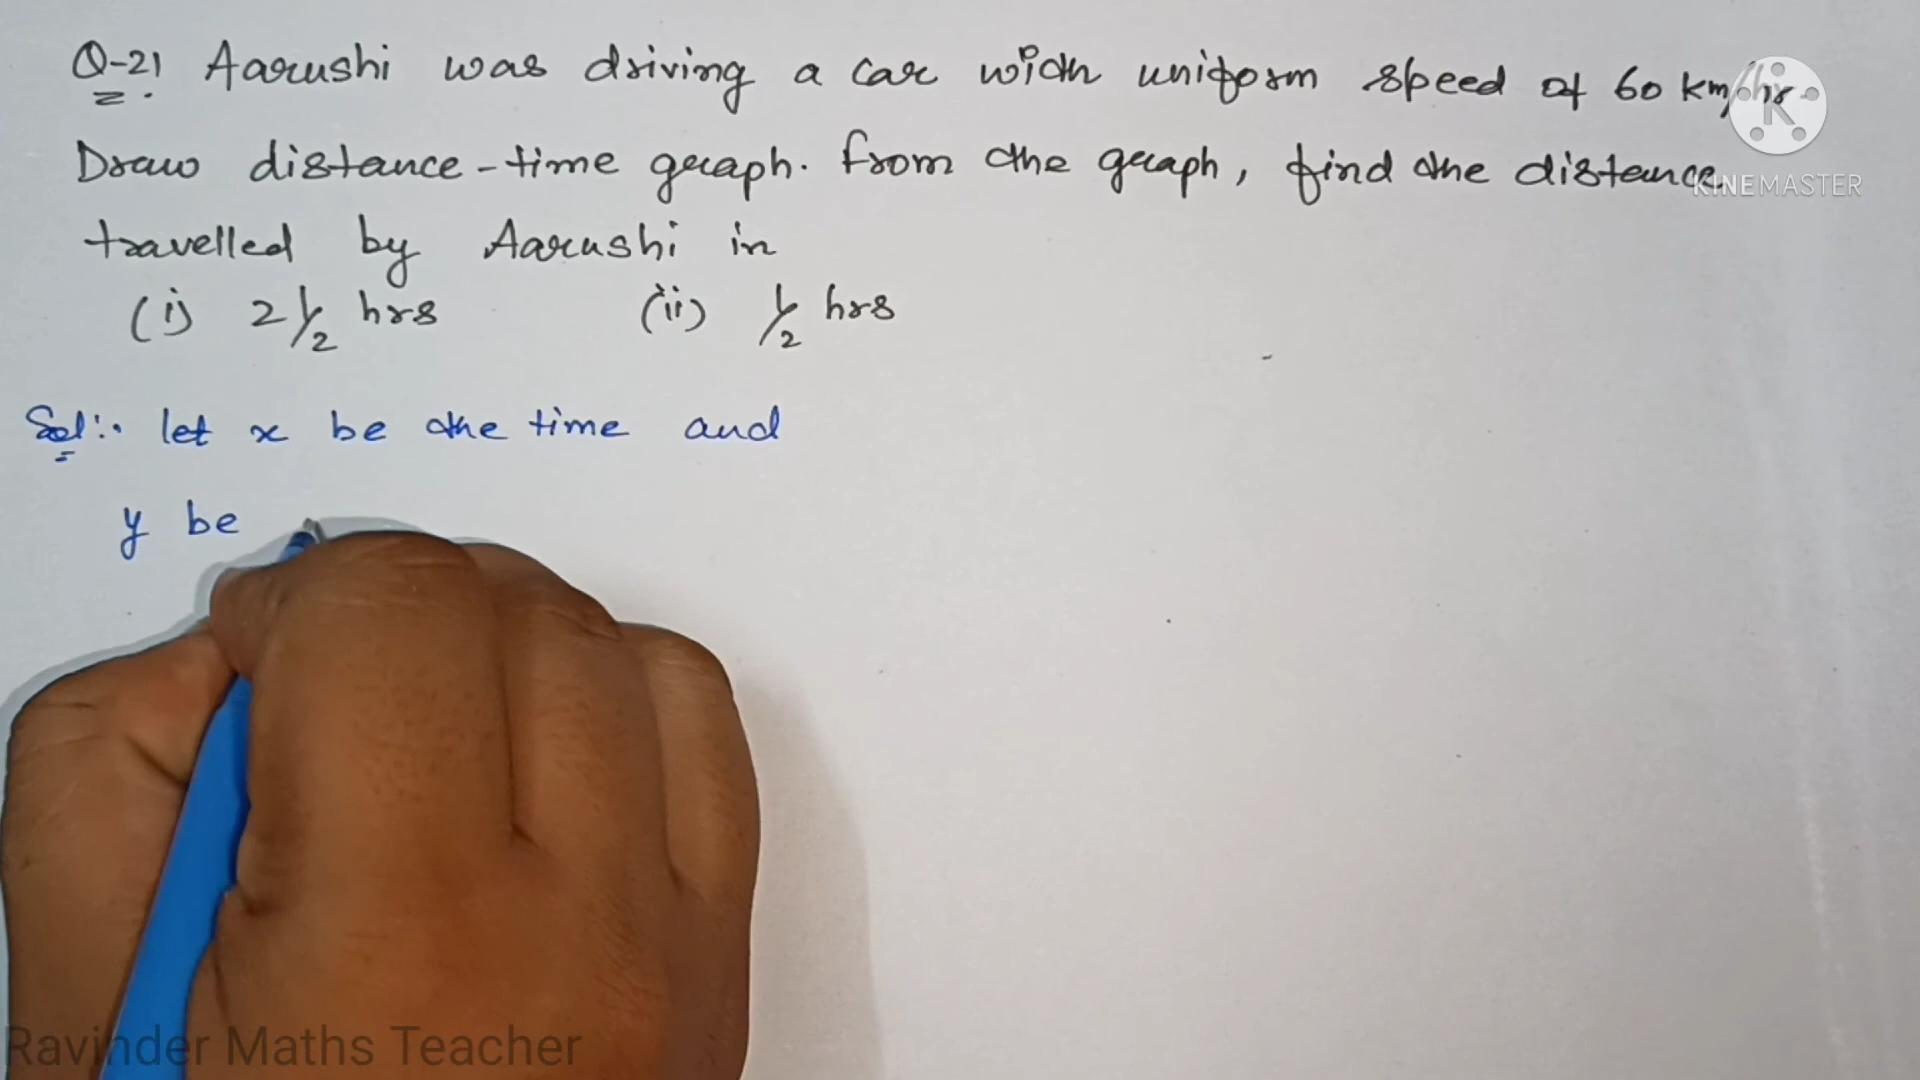 Q-21 Aarushi was driving a car with uniform speed of 60 km/hr.
Draw distance-time graph. From the graph, find the distance
travelled by Aarushi in
(i) 2 1/2 hrs (ii) 1/2 hrs
Sol:- let x be the time and
y be
K
KINEMASTER
Ravinder Maths Teacher